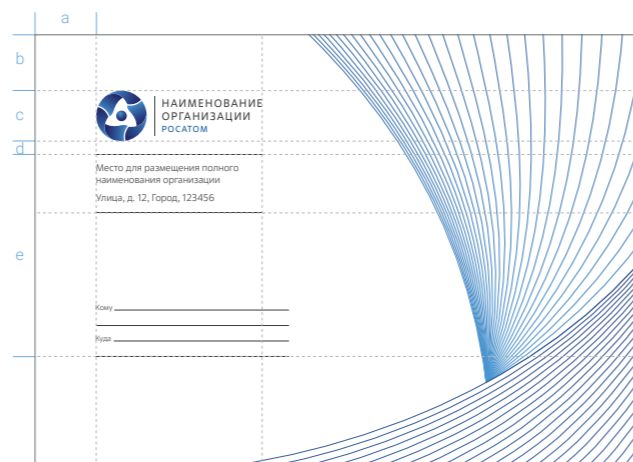 a
b
c
d
e
НАИМЕНОВАНИЕ
ОРГАНИЗАЦИИ
РОСАТОМ
Место для размещения полного
наименования организации
Улица, д. 12, Город, 123456
Кому
Куда